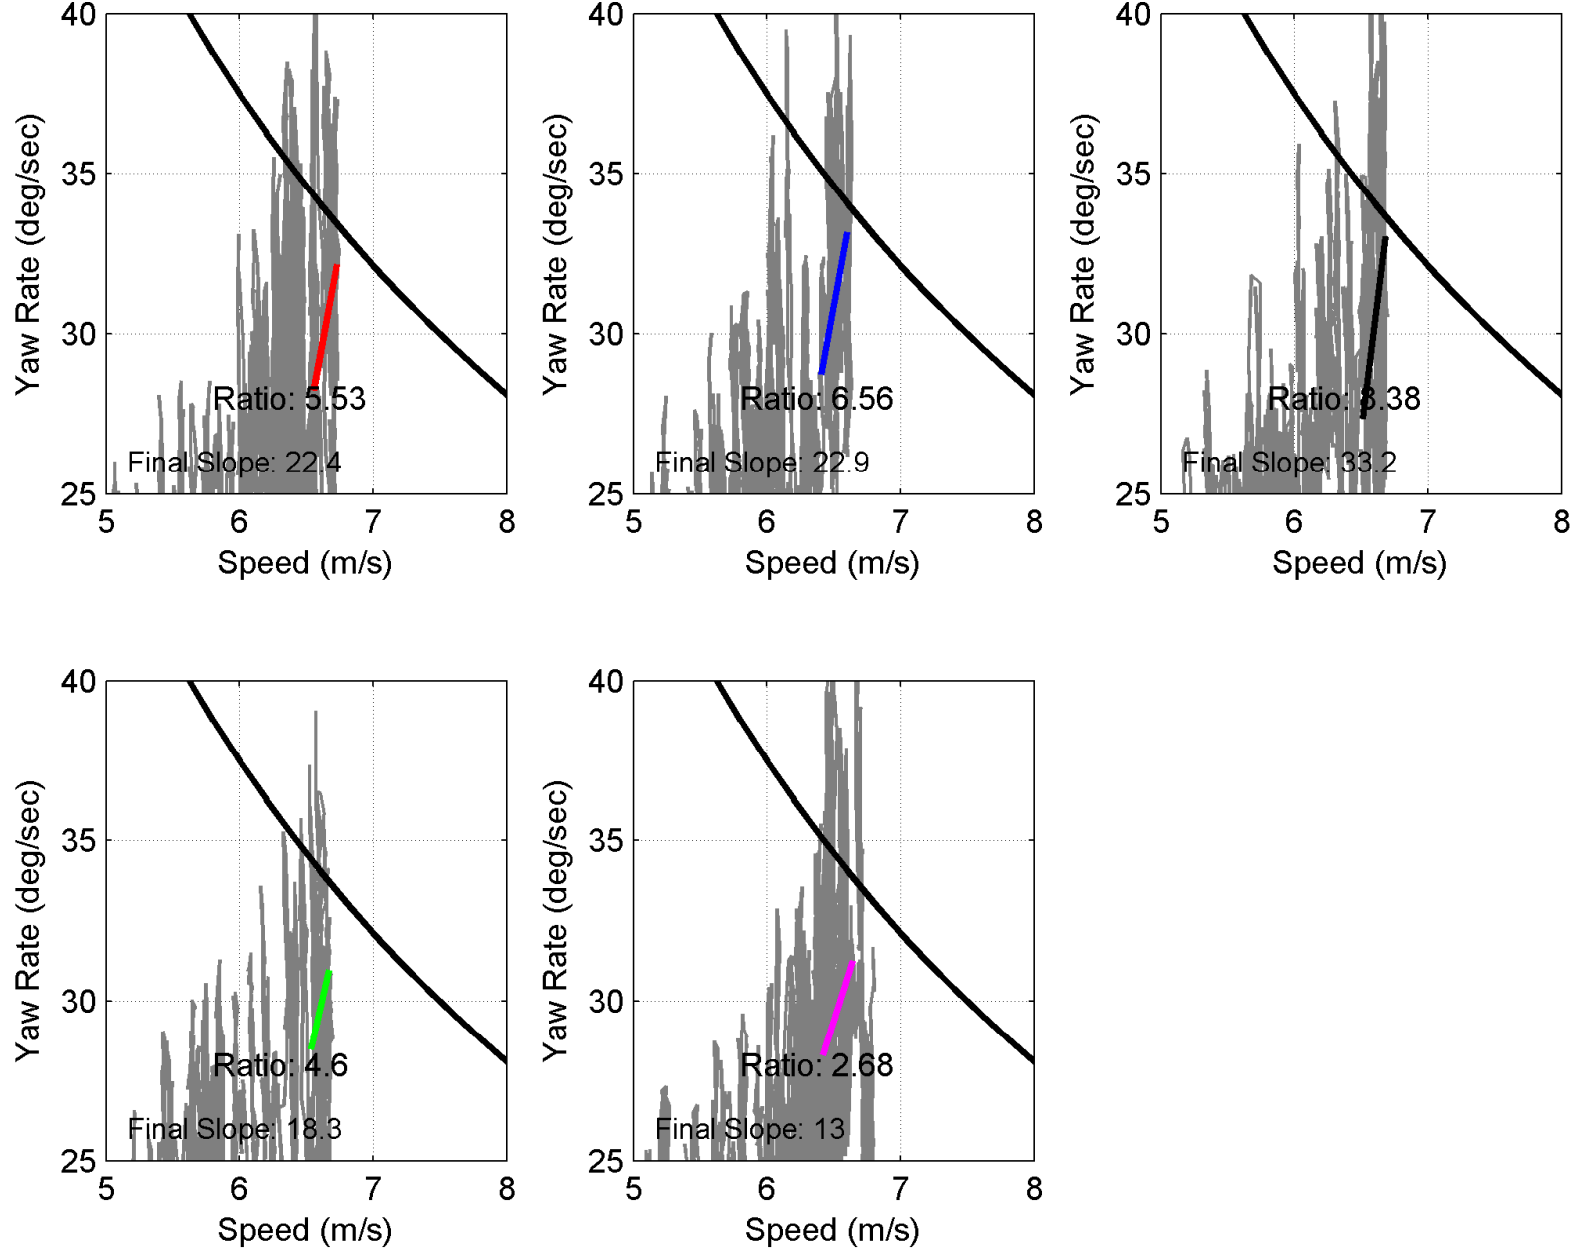 40
35
30
25
Yaw Rate (deg/sec)
Ratio: 5.53
Final Slope: 22.4
5 6 7 8
Speed (m/s)
40
35
30
25
Yaw Rate (deg/sec)
Ratio: 6.56
Final Slope: 22.9
5 6 7 8
Speed (m/s)
40
35
30
25
Yaw Rate (deg/sec)
Ratio: 8.38
Final Slope: 33.2
5 6 7 8
Speed (m/s)
40
35
30
25
Yaw Rate (deg/sec)
Ratio: 4.6
Final Slope: 18.3
5 6 7 8
Speed (m/s)
40
35
30
25
Yaw Rate (deg/sec)
Ratio: 2.68
Final Slope: 13
5 6 7 8
Speed (m/s)